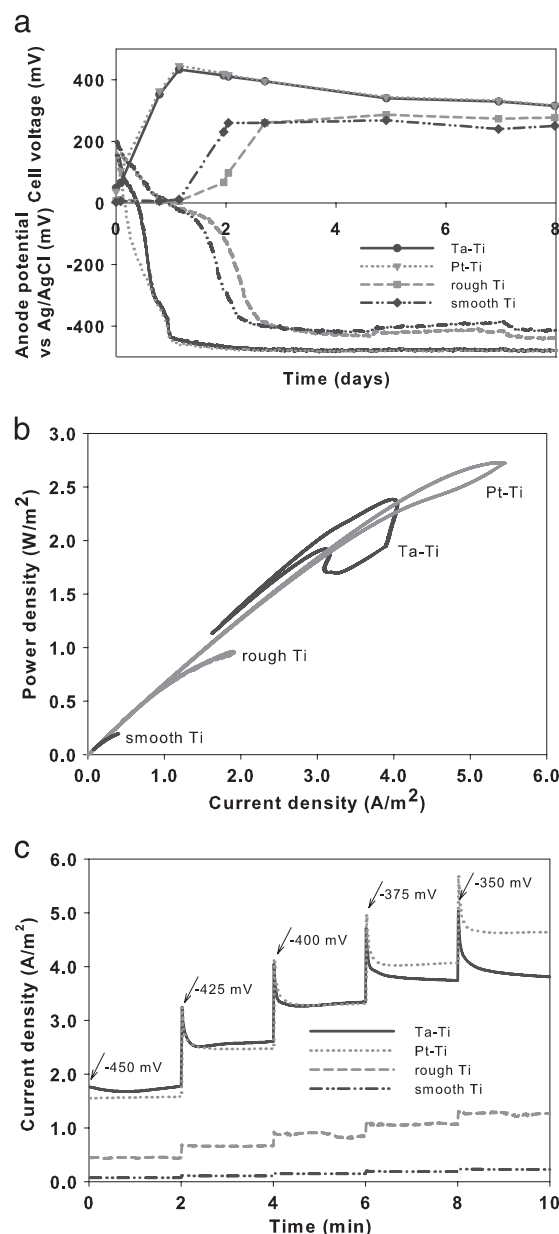 a
Cell voltage
(mV)
Anode potential
vs Ag/AgCl (mV)
400
200
0
-200
-400
0
2
4
6
8
Ta-Ti
Pt-Ti
rough Ti
smooth Ti
Time (days)
b
Power density (W/m²)
3.0
2.5
2.0
1.5
1.0
0.5
0.0
Pt-Ti
Ta-Ti
rough Ti
smooth Ti
0.0 1.0 2.0 3.0 4.0 5.0 6.0
Current density (A/m²)
c
Current density (A/m²)
6.0
5.0
4.0
3.0
2.0
1.0
0.0
-450 mV
-425 mV
-400 mV
-375 mV
-350 mV
Ta-Ti
Pt-Ti
rough Ti
smooth Ti
0 2 4 6 8 10
Time (min)